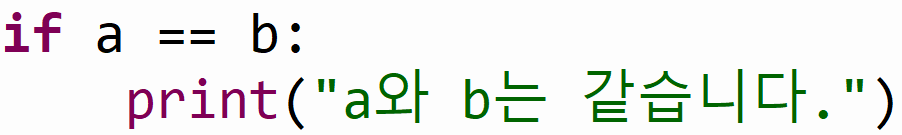 if a == b:
    print("a와 b는 같습니다.")